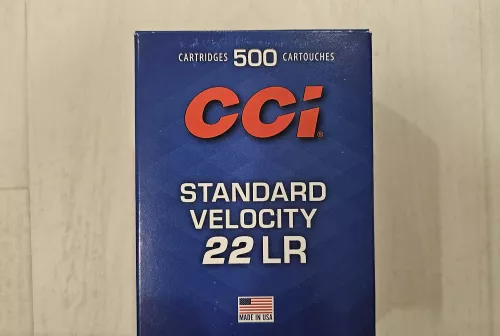 CARTRIDGES 500 CARTOUCHES
CCI®
STANDARD
VELOCITY
22 LR
MADE IN USA